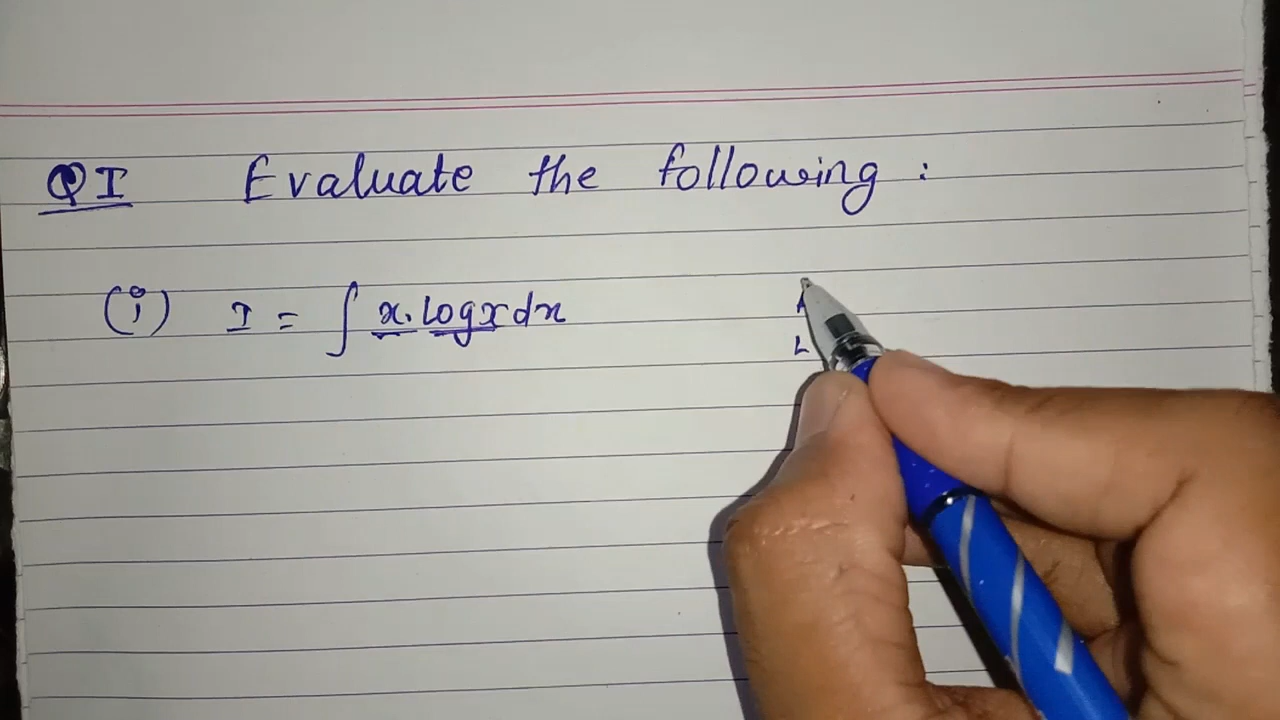 QI Evaluate the following :
(i) I = ∫ x. logx dx
L